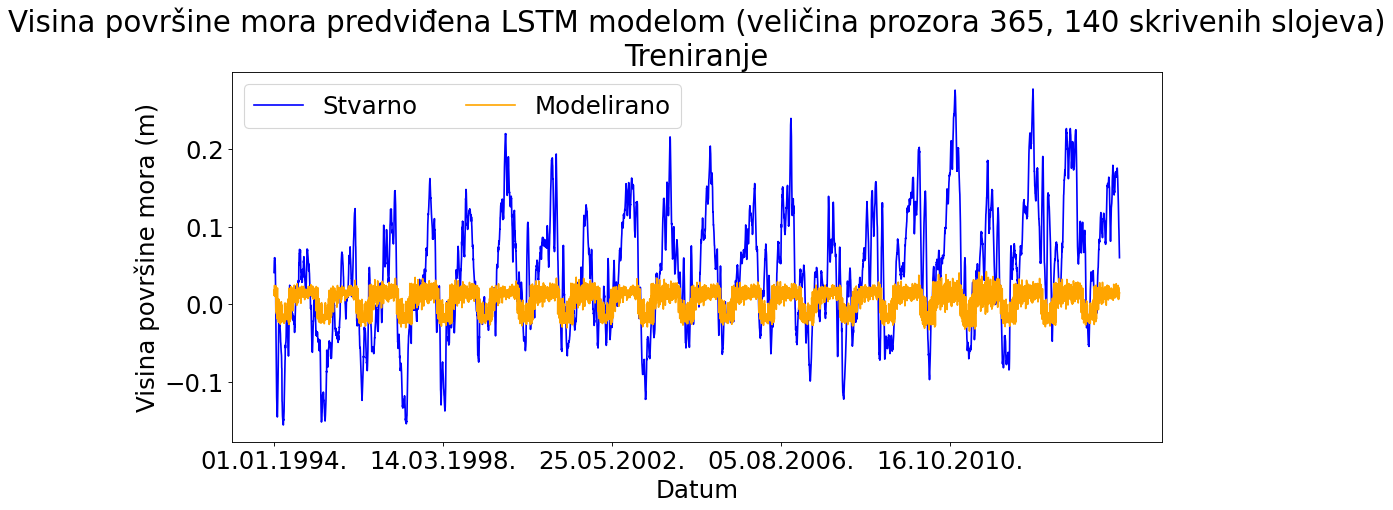 Visina površine mora predviđena LSTM modelom (veličina prozora 365, 140 skrivenih slojeva)
Treniranje
Stvarno Modelirano
Visina površine mora (m)
0.2
0.1
0.0
−0.1
01.01.1994. 14.03.1998. 25.05.2002. 05.08.2006. 16.10.2010.
Datum